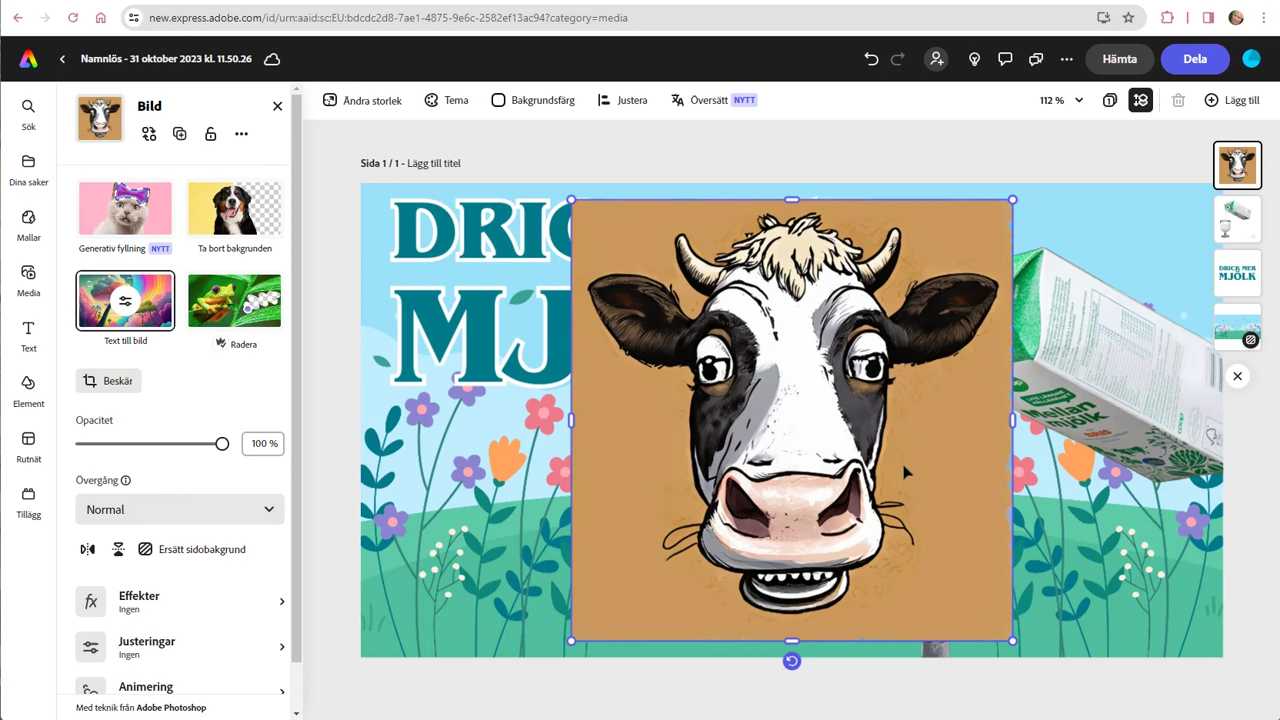 new.express.adobe.com/id/urn:aaid:sc:EU:bdcdc2d8-7ae1-4875-9e6c-2582ef13ac94?category=media
Namnlös - 31 oktober 2023 kl. 11.50.26
Hämta
Dela
Sök
Dina saker
Mallar
Media
Text
Element
Rutnät
Tillägg
Bild
Generativ fyllning NYTT
Ta bort bakgrunden
Text till bild
Radera
Beskär
Opacitet
100 %
Övergång
Normal
Ersätt sidobakgrund
fx
Effekter
Ingen
Justeringar
Ingen
Animering
Med teknik från Adobe Photoshop
Ändra storlek
Tema
Bakgrundsfärg
Justera
Översätt NYTT
112 %
1
Lägg till
Sida 1 / 1 - Lägg till titel
DRIC
MJ
Mellan
mjölk
DRICK MER
MJÖLK